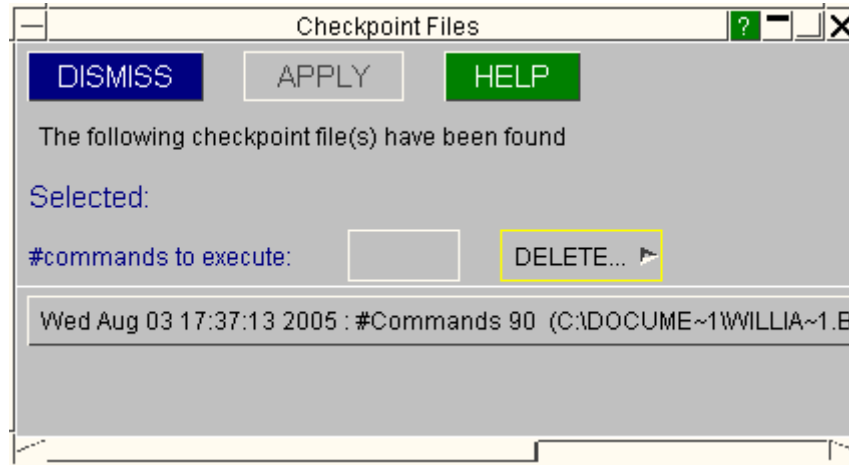 Checkpoint Files ?
DISMISS APPLY HELP
The following checkpoint file(s) have been found
Selected:
#commands to execute: DELETE...
Wed Aug 03 17:37:13 2005 : #Commands 90 (C:\DOCUME~1\WILLIA~1.B